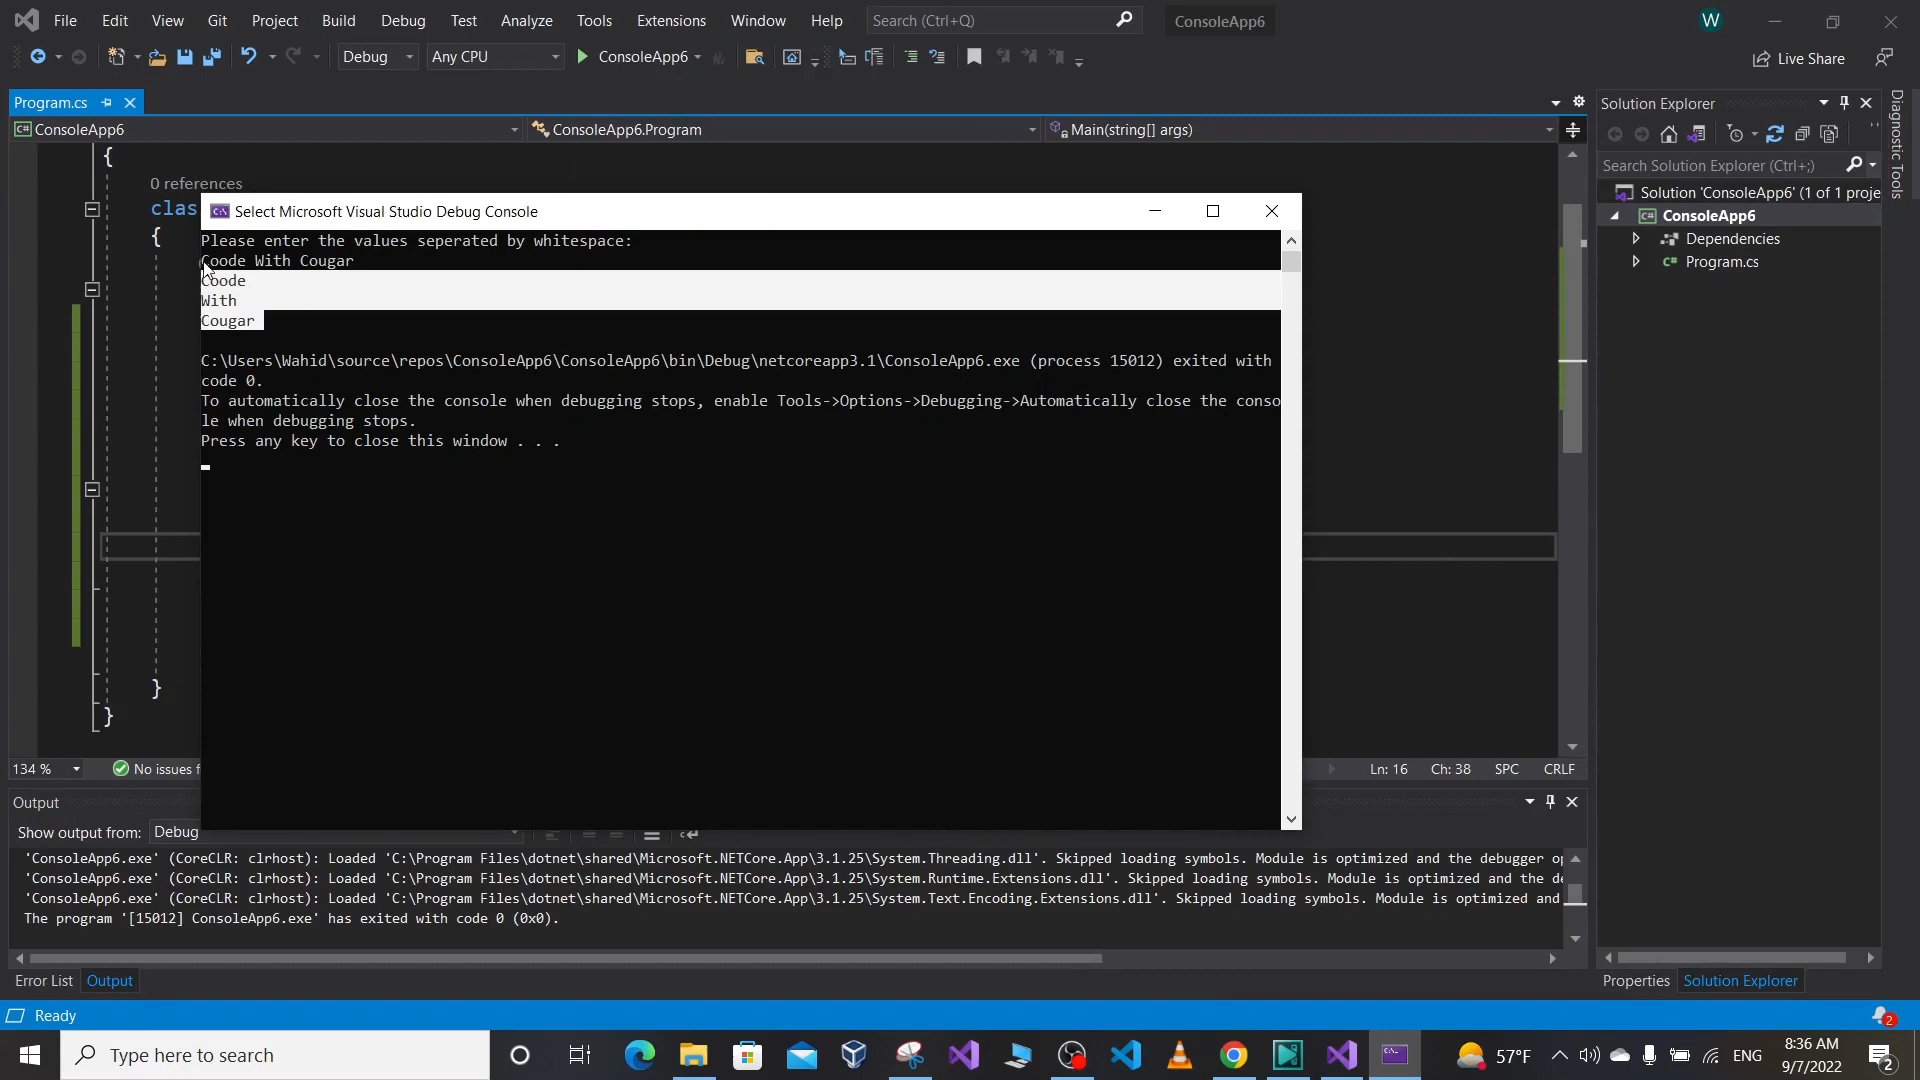 File Edit View Git Project Build Debug Test Analyze Tools Extensions Window Help Search (Ctrl+Q) ConsoleApp6 W
Debug Any CPU ConsoleApp6 Live Share
Program.cs
ConsoleApp6 ConsoleApp6.Program Main(string[] args)
{
0 references
clas
{
}
}
Select Microsoft Visual Studio Debug Console
Please enter the values seperated by whitespace:
Coode With Cougar
Coode
With
Cougar
C:\Users\Wahid\source\repos\ConsoleApp6\ConsoleApp6\bin\Debug\netcoreapp3.1\ConsoleApp6.exe (process 15012) exited with
code 0.
To automatically close the console when debugging stops, enable Tools->Options->Debugging->Automatically close the conso
le when debugging stops.
Press any key to close this window . . .
Solution Explorer
Search Solution Explorer (Ctrl+;)
Solution 'ConsoleApp6' (1 of 1 proje
ConsoleApp6
Dependencies
C# Program.cs
Diagnostic Tools
134 % No issues f Ln: 16 Ch: 38 SPC CRLF
Output
Show output from: Debug
'ConsoleApp6.exe' (CoreCLR: clrhost): Loaded 'C:\Program Files\dotnet\shared\Microsoft.NETCore.App\3.1.25\System.Threading.dll'. Skipped loading symbols. Module is optimized and the debugger op
'ConsoleApp6.exe' (CoreCLR: clrhost): Loaded 'C:\Program Files\dotnet\shared\Microsoft.NETCore.App\3.1.25\System.Runtime.Extensions.dll'. Skipped loading symbols. Module is optimized and the de
'ConsoleApp6.exe' (CoreCLR: clrhost): Loaded 'C:\Program Files\dotnet\shared\Microsoft.NETCore.App\3.1.25\System.Text.Encoding.Extensions.dll'. Skipped loading symbols. Module is optimized and
The program '[15012] ConsoleApp6.exe' has exited with code 0 (0x0).
Error List Output
Properties Solution Explorer
Ready 2
Type here to search
57°F ENG 8:36 AM
9/7/2022 2